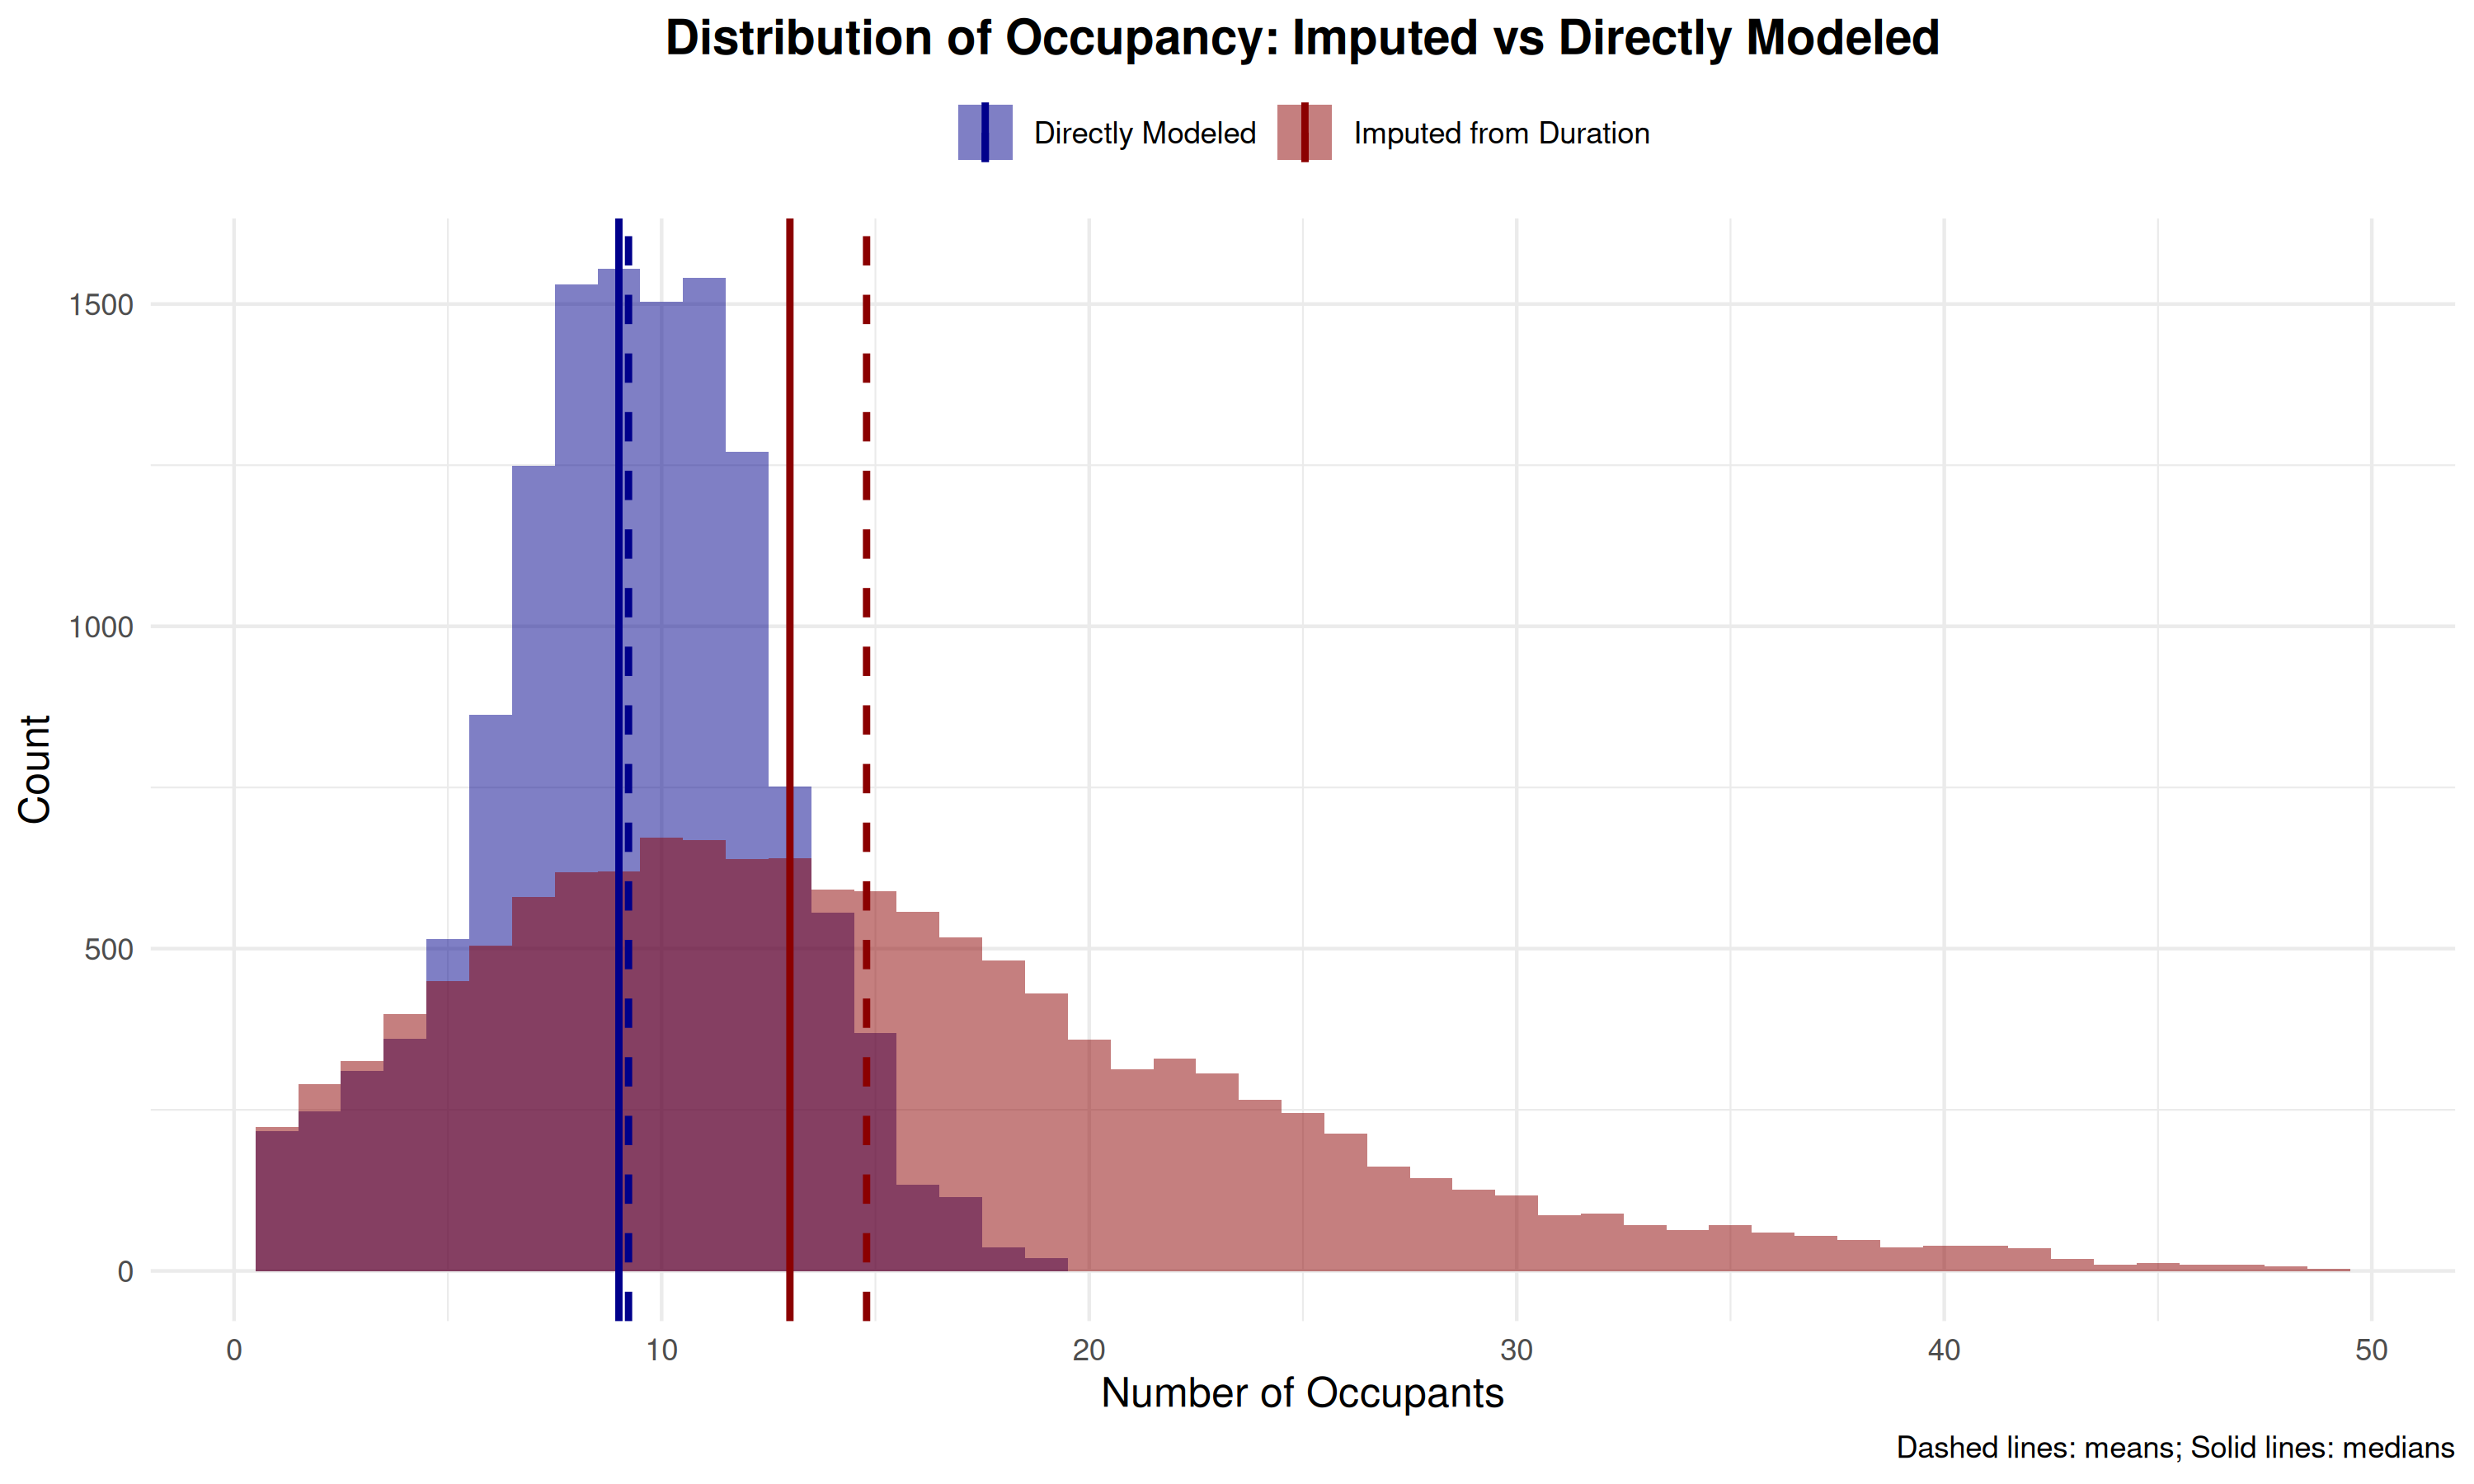 Distribution of Occupancy: Imputed vs Directly Modeled
Directly Modeled
Imputed from Duration
1500
1000
500
0
Count
0 10 20 30 40 50
Number of Occupants
Dashed lines: means; Solid lines: medians